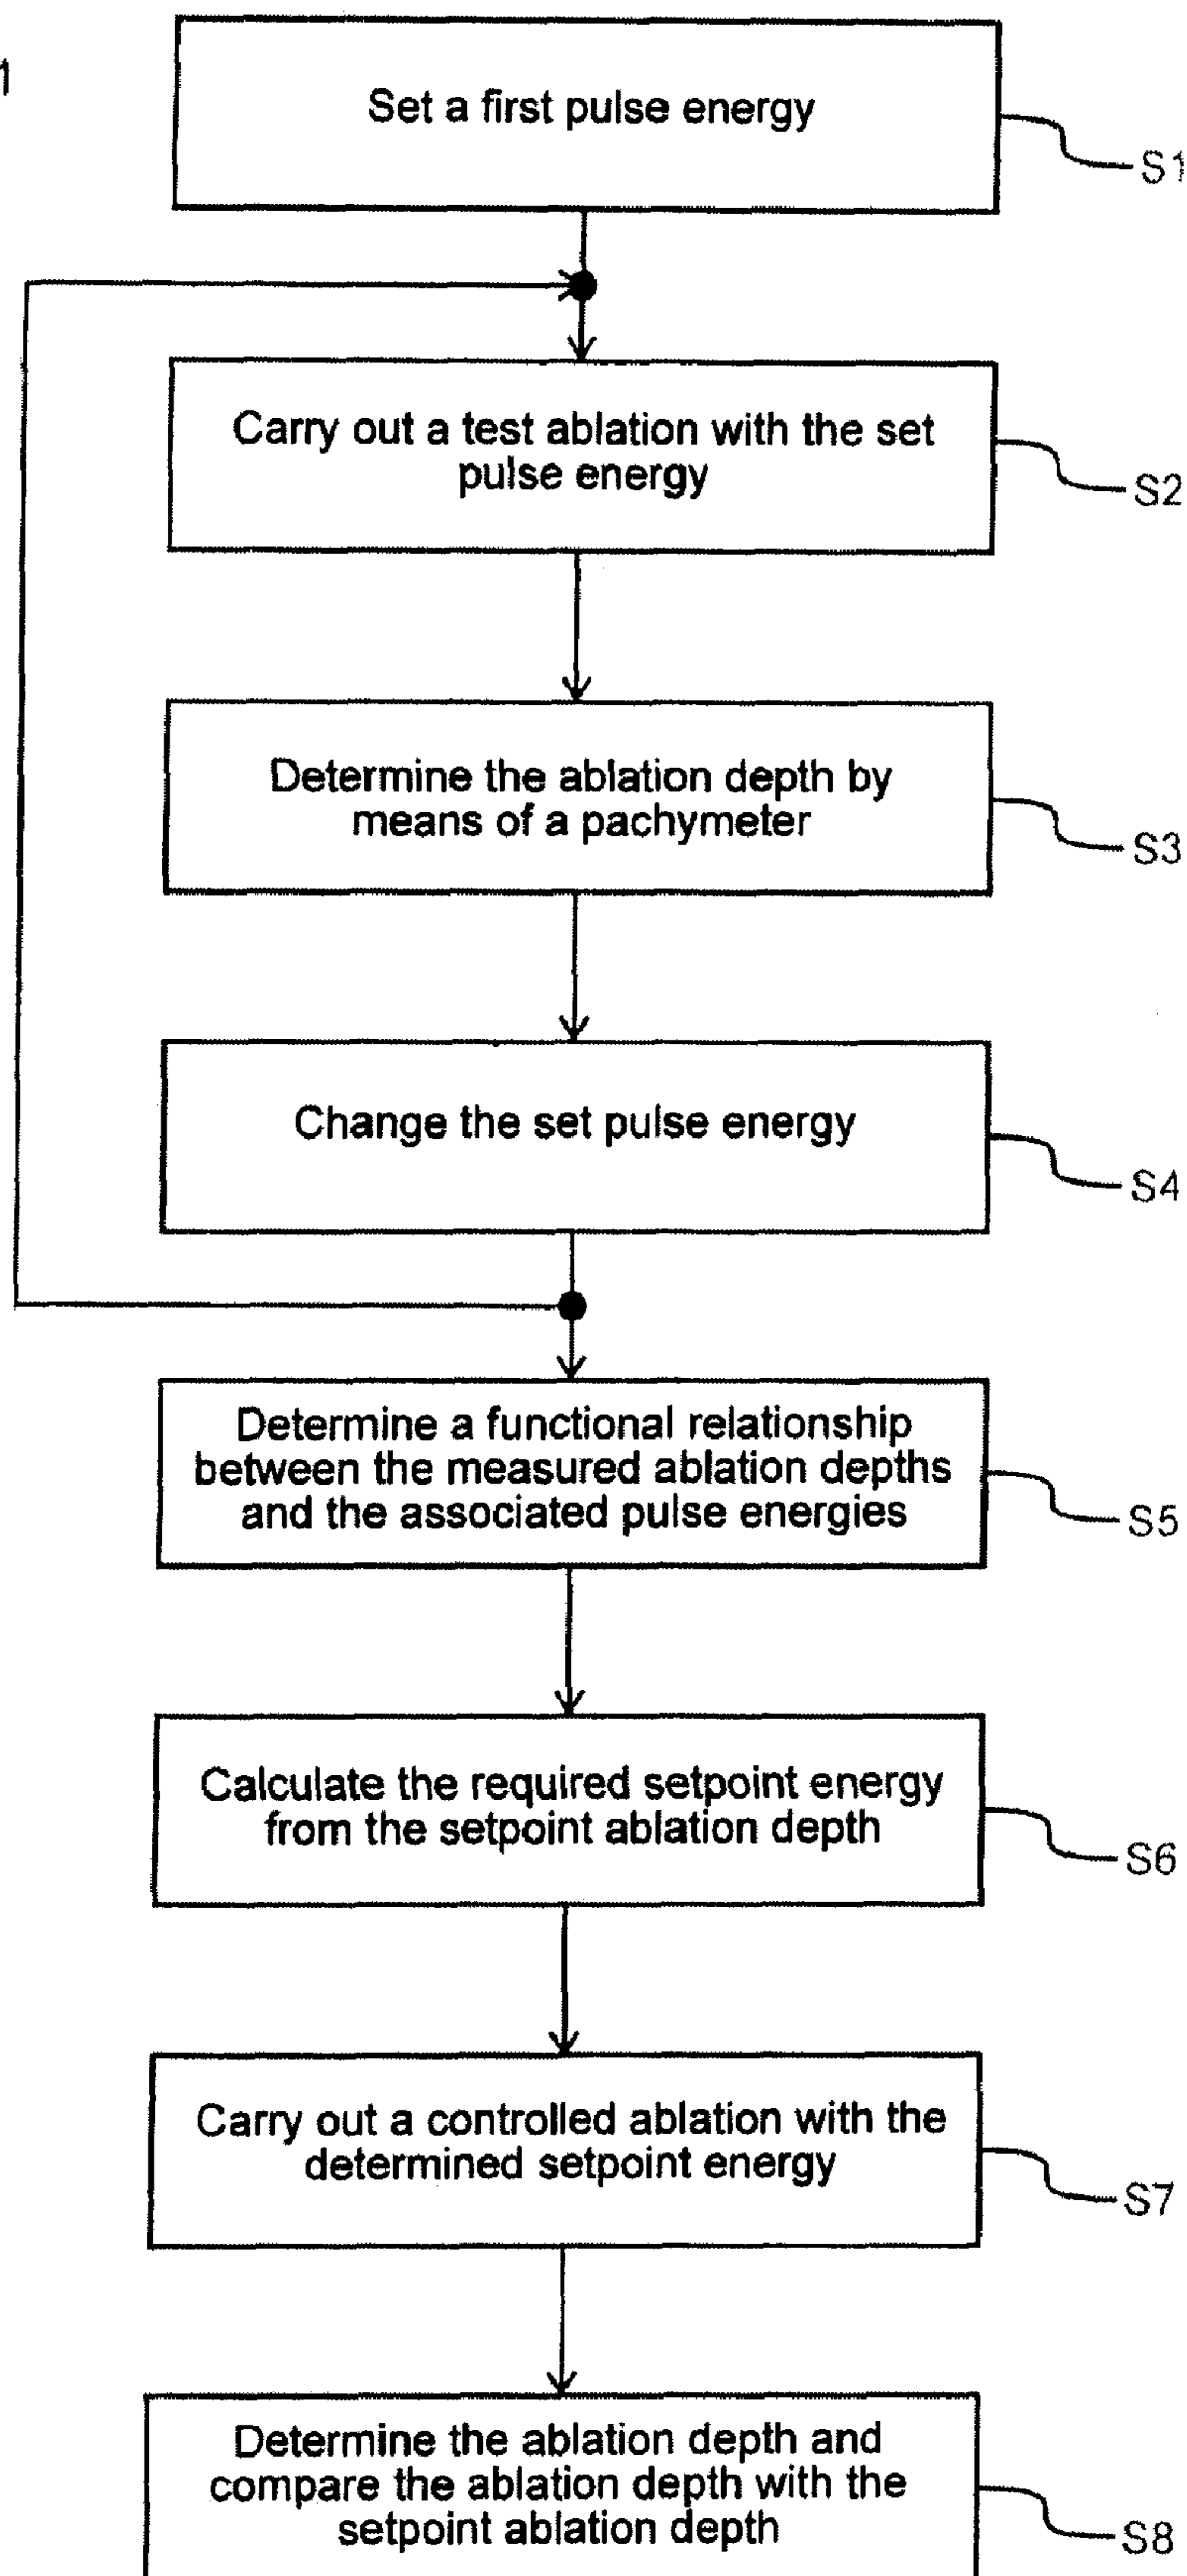 1
Set a first pulse energy
S1
Carry out a test ablation with the set
pulse energy
S2
Determine the ablation depth by
means of a pachymeter
S3
Change the set pulse energy
S4
Determine a functional relationship
between the measured ablation depths
and the associated pulse energies
S5
Calculate the required setpoint energy
from the setpoint ablation depth
S6
Carry out a controlled ablation with the
determined setpoint energy
S7
Determine the ablation depth and
compare the ablation depth with the
setpoint ablation depth
S8